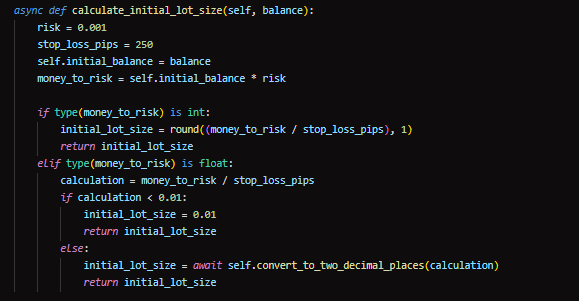 async def calculate_initial_lot_size(self, balance):
    risk = 0.001
    stop_loss_pips = 250
    self.initial_balance = balance
    money_to_risk = self.initial_balance * risk

    if type(money_to_risk) is int:
        initial_lot_size = round((money_to_risk / stop_loss_pips), 1)
        return initial_lot_size
    elif type(money_to_risk) is float:
        calculation = money_to_risk / stop_loss_pips
        if calculation < 0.01:
            initial_lot_size = 0.01
            return initial_lot_size
        else:
            initial_lot_size = await self.convert_to_two_decimal_places(calculation)
            return initial_lot_size